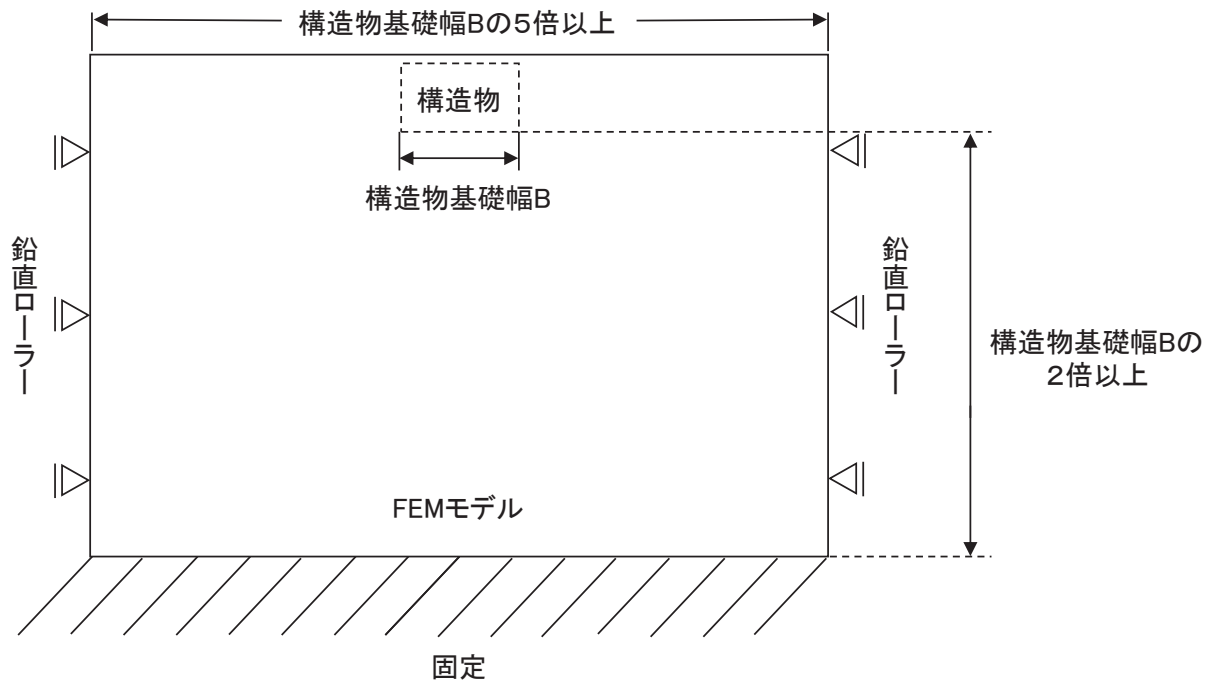 構造物基礎幅Bの5倍以上
構造物
構造物基礎幅B
鉛直ローラー
鉛直ローラー
構造物基礎幅Bの
2倍以上
FEMモデル
固定